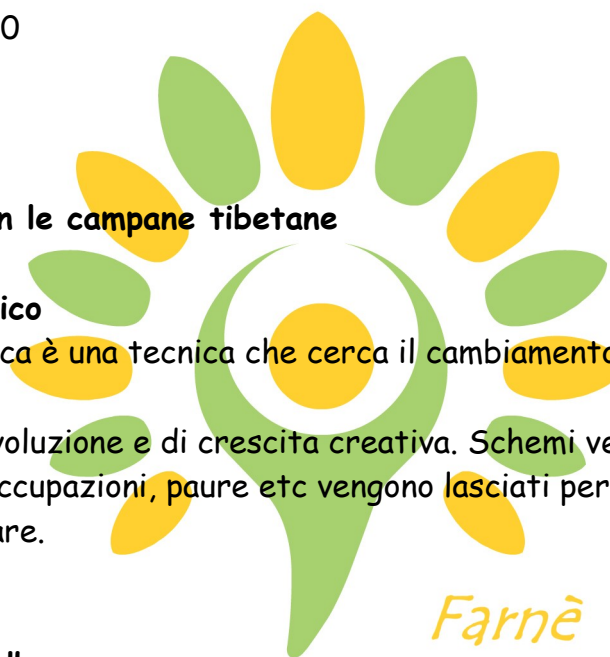 0
n le campane tibetane
ico
ca è una tecnica che cerca il cambiamento
voluzione e di crescita creativa. Schemi ve
occupazioni, paure etc vengono lasciati per
are.
Farnè